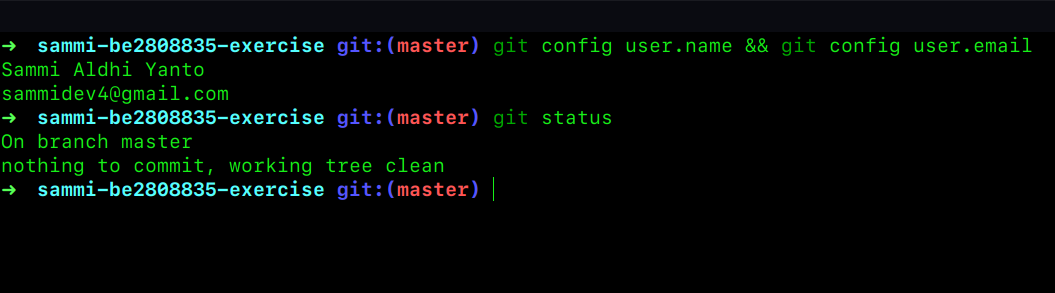 ➜  sammi-be2808835-exercise git:(master) git config user.name && git config user.email
Sammi Aldhi Yanto
sammidev4@gmail.com
➜  sammi-be2808835-exercise git:(master) git status
On branch master
nothing to commit, working tree clean
➜  sammi-be2808835-exercise git:(master)